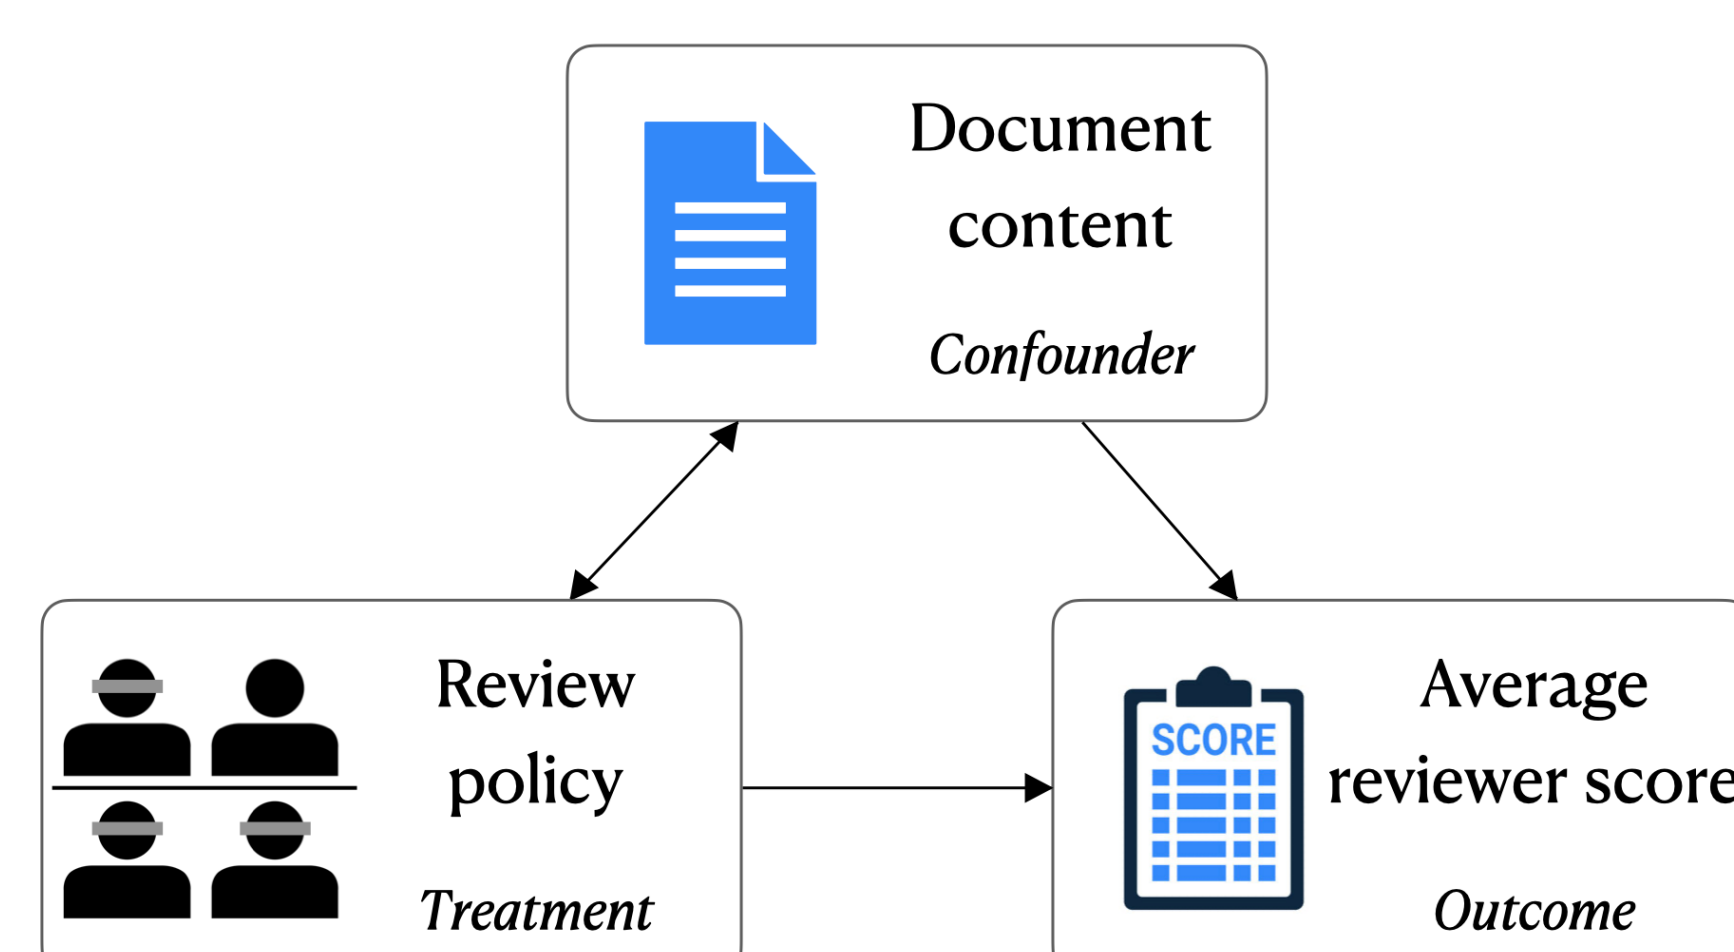 Document
content
Confounder
Review
policy
Treatment
SCORE
Average
reviewer score
Outcome